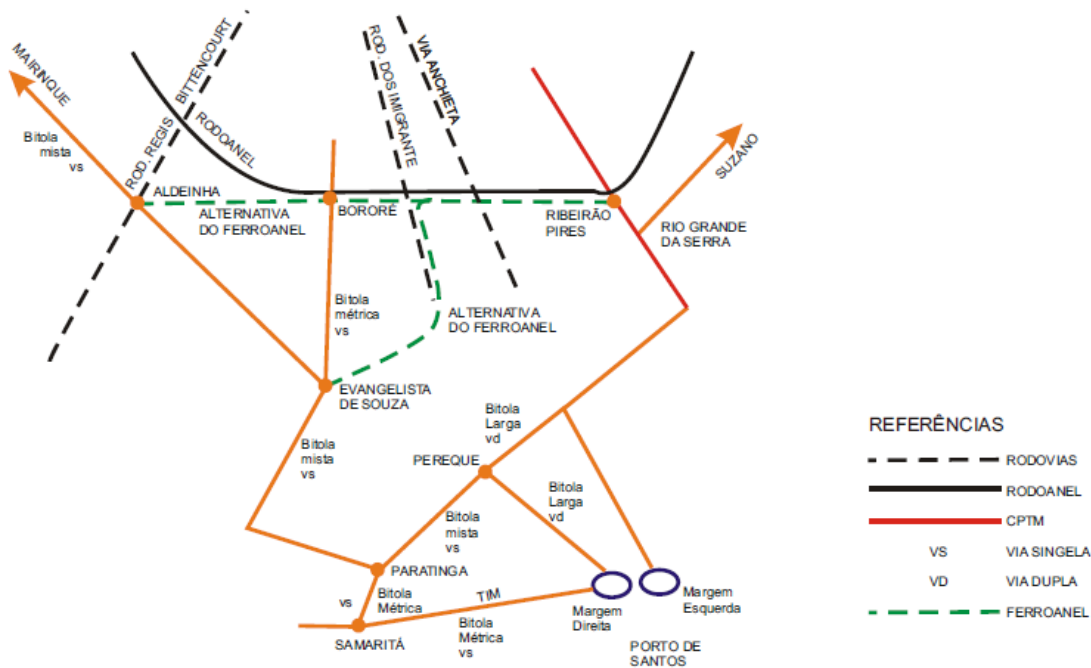 MAIRINQUE
Bitola
mista
vs
ROD. REGIS BITTENCOURT
RODOANEL
ROD. DOS IMIGRANTE
VIA ANCHIETA
SUZANO
ALDEINHA
ALTERNATIVA
DO FERROANEL
BORORÉ
RIBEIRÃO
PIRES
RIO GRANDE
DA SERRA
Bitola
métrica
vs
ALTERNATIVA
DO FERROANEL
EVANGELISTA
DE SOUZA
Bitola
mista
vs
Bitola
Larga
vd
PEREQUE
Bitola
Larga
vd
Bitola
mista
vs
PARATINGA
vs
Bitola
Métrica
TIM
SAMARITÁ
Bitola
Métrica
vs
Margem
Direita
Margem
Esquerda
PORTO DE
SANTOS
REFERÊNCIAS
RODOVIAS
RODOANEL
CPTM
VS VIA SINGELA
VD VIA DUPLA
FERROANEL